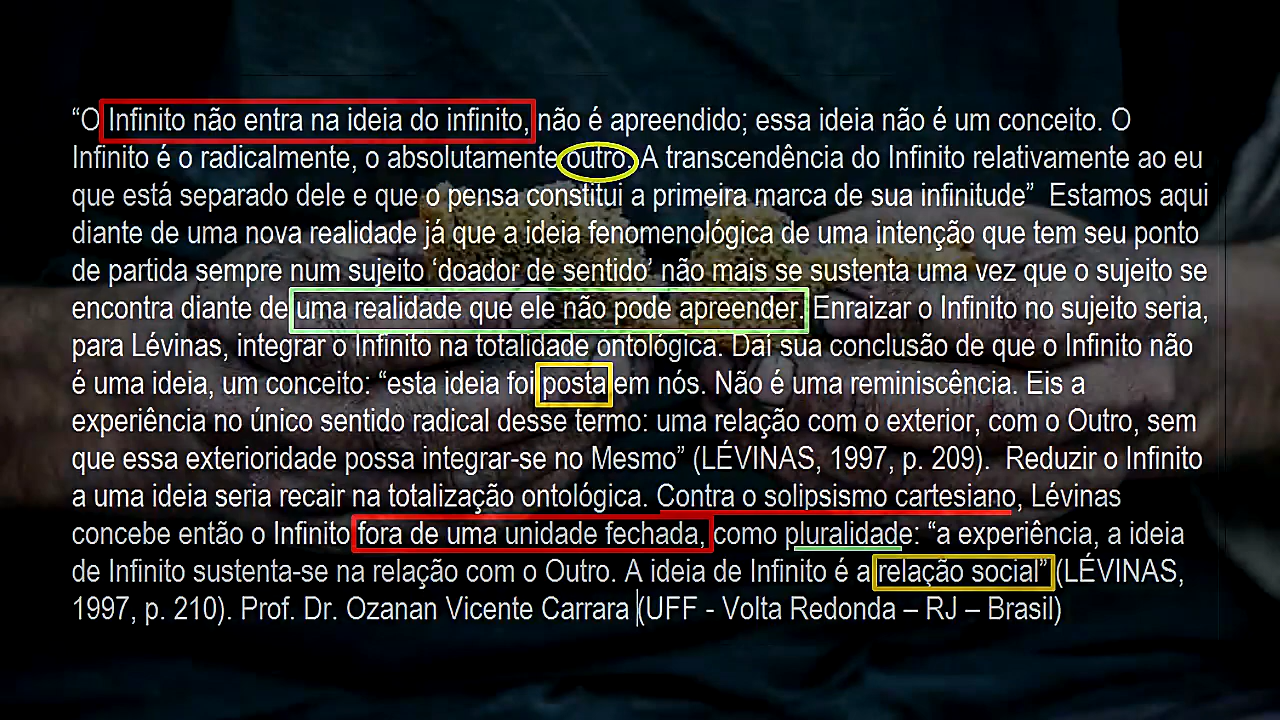 “O Infinito não entra na ideia do infinito, não é apreendido; essa ideia não é um conceito. O
Infinito é o radicalmente, o absolutamente outro. A transcendência do Infinito relativamente ao eu
que está separado dele e que o pensa constitui a primeira marca de sua infinitude” Estamos aqui
diante de uma nova realidade já que a ideia fenomenológica de uma intenção que tem seu ponto
de partida sempre num sujeito ‘doador de sentido’ não mais se sustenta uma vez que o sujeito se
encontra diante de uma realidade que ele não pode apreender. Enraizar o Infinito no sujeito seria,
para Lévinas, integrar o Infinito na totalidade ontológica. Daí sua conclusão de que o Infinito não
é uma ideia, um conceito: “esta ideia foi posta em nós. Não é uma reminiscência. Eis a
experiência no único sentido radical desse termo: uma relação com o exterior, com o Outro, sem
que essa exterioridade possa integrar-se no Mesmo” (LÉVINAS, 1997, p. 209). Reduzir o Infinito
a uma ideia seria recair na totalização ontológica. Contra o solipsismo cartesiano, Lévinas
concebe então o Infinito fora de uma unidade fechada, como pluralidade: “a experiência, a ideia
de Infinito sustenta-se na relação com o Outro. A ideia de Infinito é a relação social” (LÉVINAS,
1997, p. 210). Prof. Dr. Ozanan Vicente Carrara (UFF - Volta Redonda – RJ – Brasil)